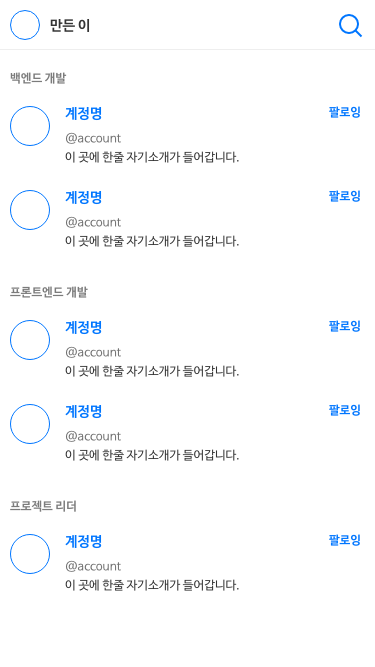 만든 이
백엔드 개발
계정명
팔로잉
@account
이 곳에 한줄 자기소개가 들어갑니다.
계정명
팔로잉
@account
이 곳에 한줄 자기소개가 들어갑니다.
프론트엔드 개발
계정명
팔로잉
@account
이 곳에 한줄 자기소개가 들어갑니다.
계정명
팔로잉
@account
이 곳에 한줄 자기소개가 들어갑니다.
프로젝트 리더
계정명
팔로잉
@account
이 곳에 한줄 자기소개가 들어갑니다.